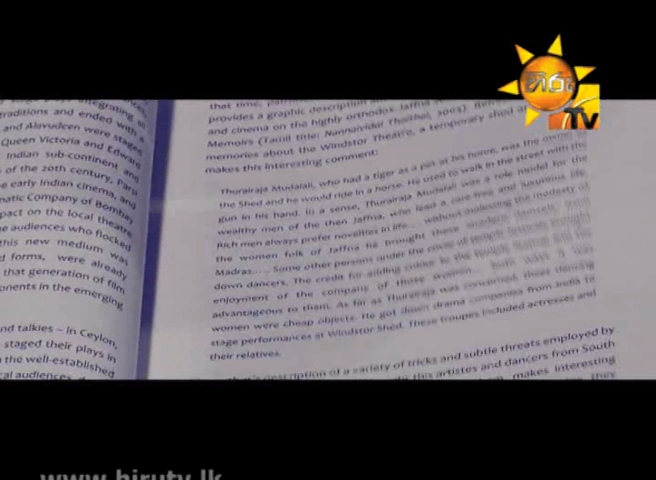 හිරු
TV
traditions and ended with a
and Alavudeen were staged
Queen Victoria and Edward
Indian sub-continent and
of the 20th century, Parsi
early Indian cinema, and
matic Company of Bombay
pact on the local theatre
audiences who flocked
this new medium was
d forms, were already
that generation of film
onents in the emerging
and talkies – in Ceylon,
staged their plays in
the well-established
cal audiences
that time,
provides a graphic description
and cinema on the highly orthodox Jaffna
Memoirs (Tamil title: Nannaividai Thoithal, 2003).
memories about the Windsor Theatre, a temporary shed
makes this interesting comment:
Thurairaja Mudalali, who had a tiger as a pet at his home, was the owner
the Shed and he would ride in a horse. He used to walk in the street with the
gun in his hand. In a sense, Thurairaja Mudalali was a role model for the
wealthy men of the then Jaffna, who lead a care-free and luxurious life.
Rich men always prefer novelties in life... without molesting the modesty of
the women folk of Jaffna he brought these
Madras..... Some other persons under the cover of
down dancers. The credit for adding
enjoyment of the company of those women...
advantageous to them. As far as Thurairaja was concerned, these dancing
women were cheap objects. He got down drama companies from India to
stage performances at Windsor Shed. These troupes included actresses and
their relatives.
description of a variety of tricks and subtle threats employed by
this artistes and dancers from South
makes interesting
they
www.hirutv.lk